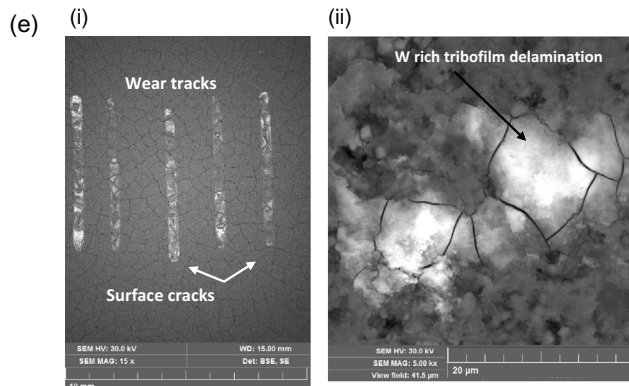 (e)
(i)
(ii)
Wear tracks
Surface cracks
SEM HV: 30.0 kV
WD: 15.00 mm
SEM MAG: 15 x
Det: BSE, SE
W rich tribofilm delamination
SEM HV: 30.0 kV
SEM MAG: 5.00 kx
View field: 41.5 µm
20 µm